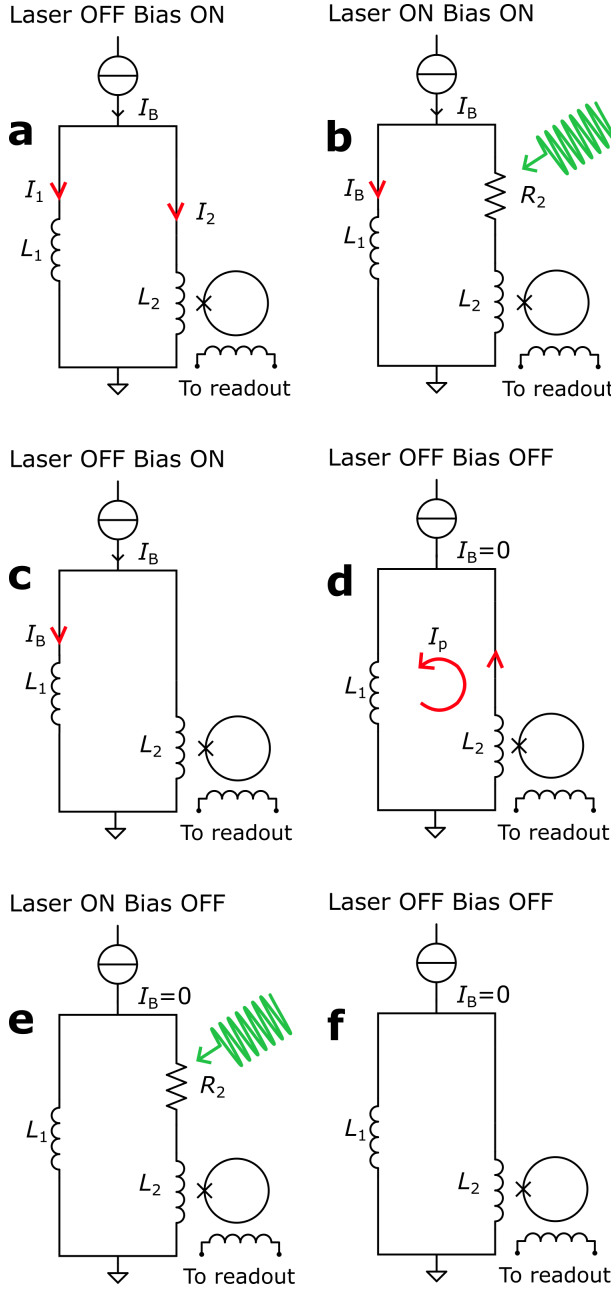 Laser OFF Bias ON
a
I_B
I_1
I_2
L_1
L_2
To readout
Laser ON Bias ON
b
I_B
I_B
R_2
L_1
L_2
To readout
Laser OFF Bias ON
c
I_B
I_B
L_1
L_2
To readout
Laser OFF Bias OFF
d
I_B=0
I_p
L_1
L_2
To readout
Laser ON Bias OFF
e
I_B=0
R_2
L_1
L_2
To readout
Laser OFF Bias OFF
f
I_B=0
L_1
L_2
To readout